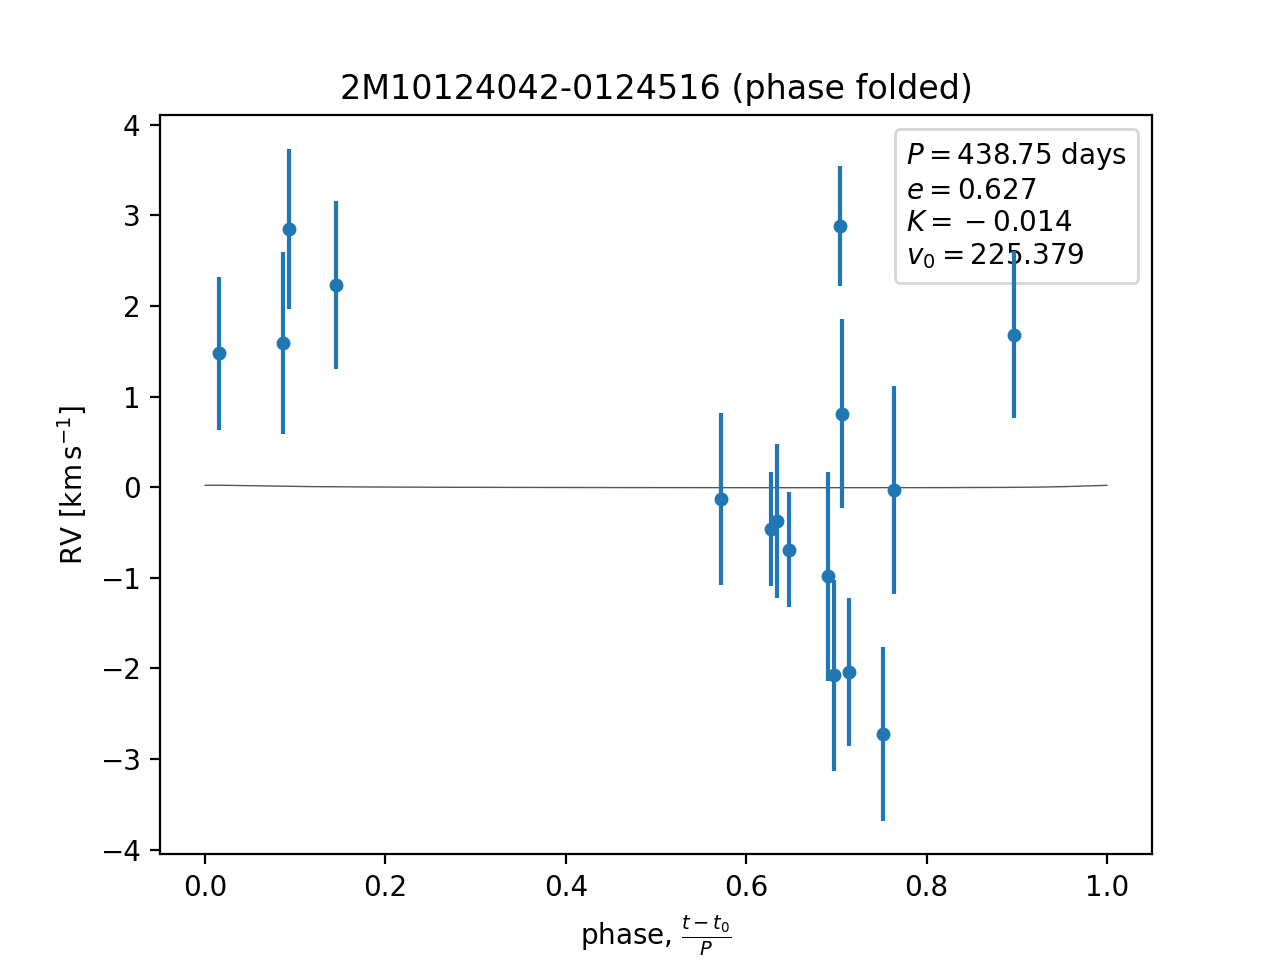 2M10124042-0124516 (phase folded)
P = 438.75 days
e = 0.627
K = −0.014
v₀ = 225.379
4
3
2
1
0
−1
−2
−3
−4
RV [km s⁻¹]
0.0 0.2 0.4 0.6 0.8 1.0
phase, (t − t₀)/P